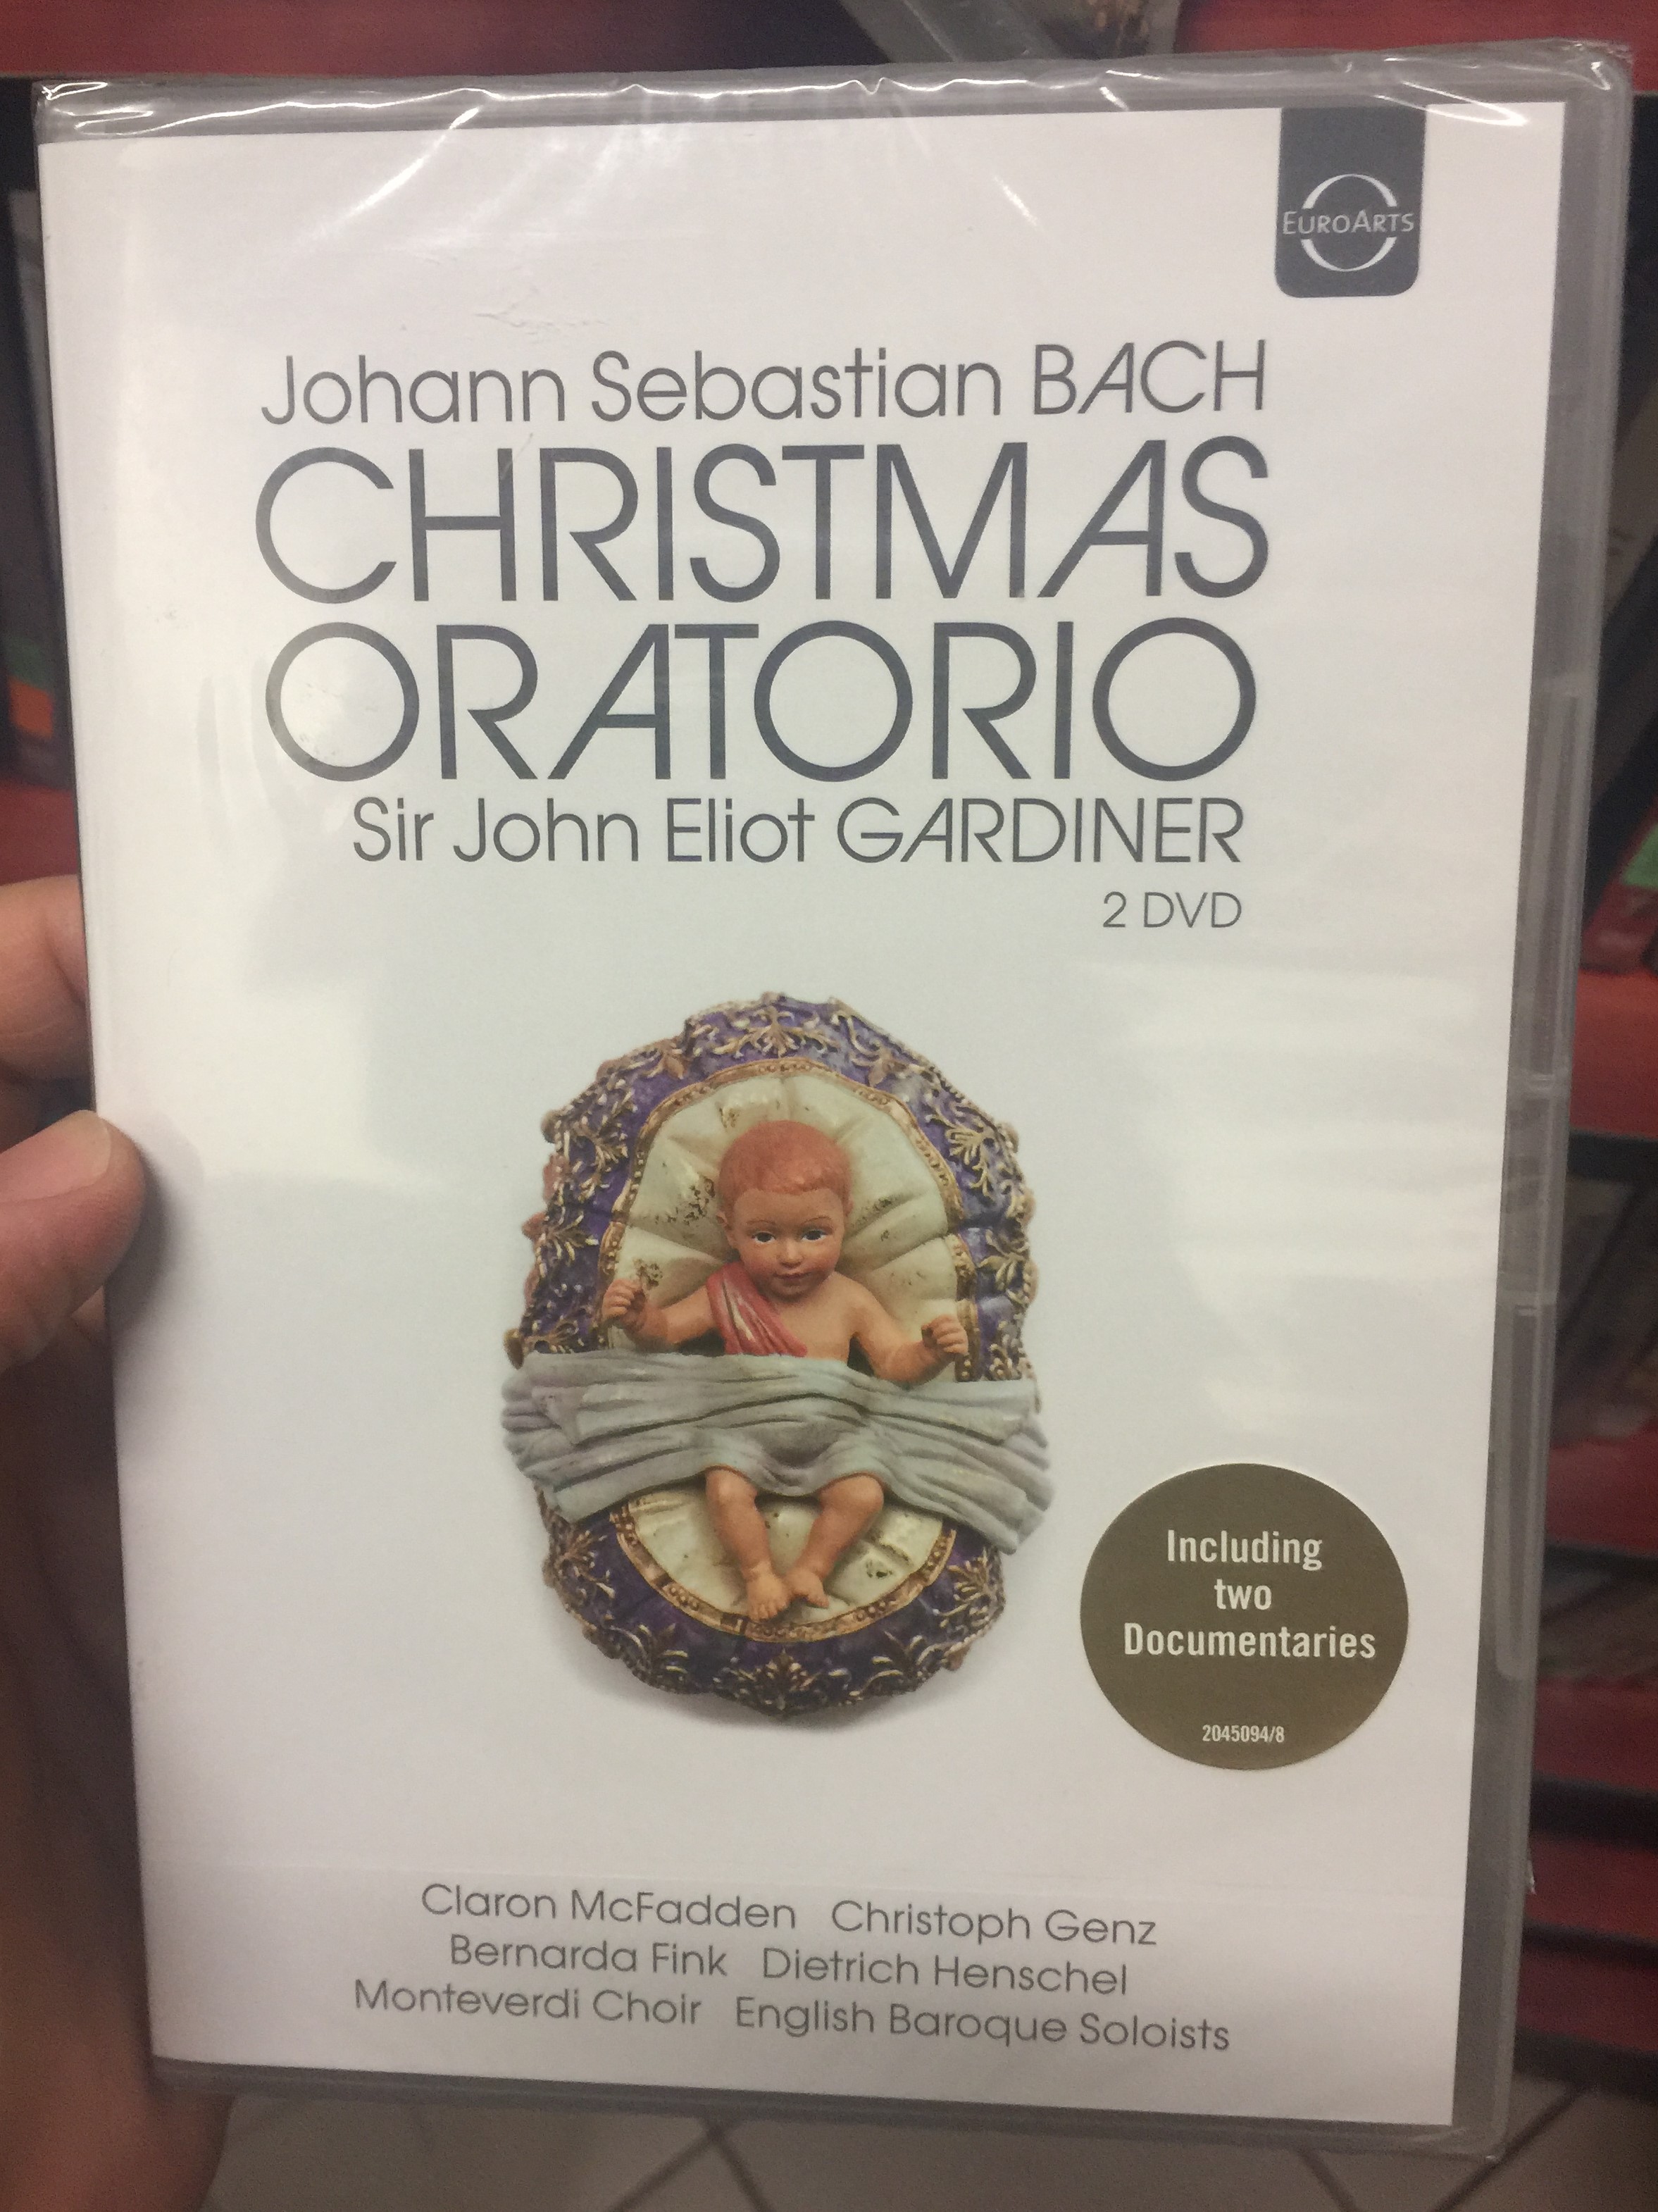 EUROARTS
Johann Sebastian BACH
CHRISTMAS
ORATORIO
Sir John Eliot GARDINER
2 DVD
Including
two
Documentaries
2045094/8
Claron McFadden Christoph Genz
Bernarda Fink Dietrich Henschel
Monteverdi Choir English Baroque Soloists